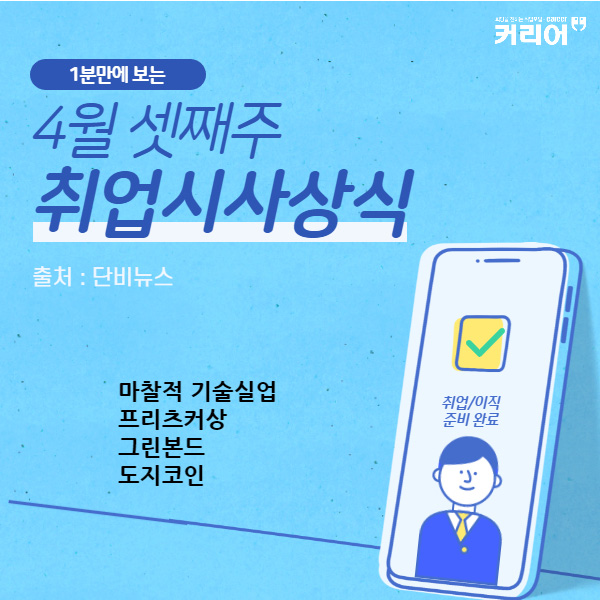 커리어
1분만에 보는
4월 셋째주
취업시사상식
출처 : 단비뉴스
마찰적 기술실업
프리츠커상
그린본드
도지코인
취업/이직
준비 완료